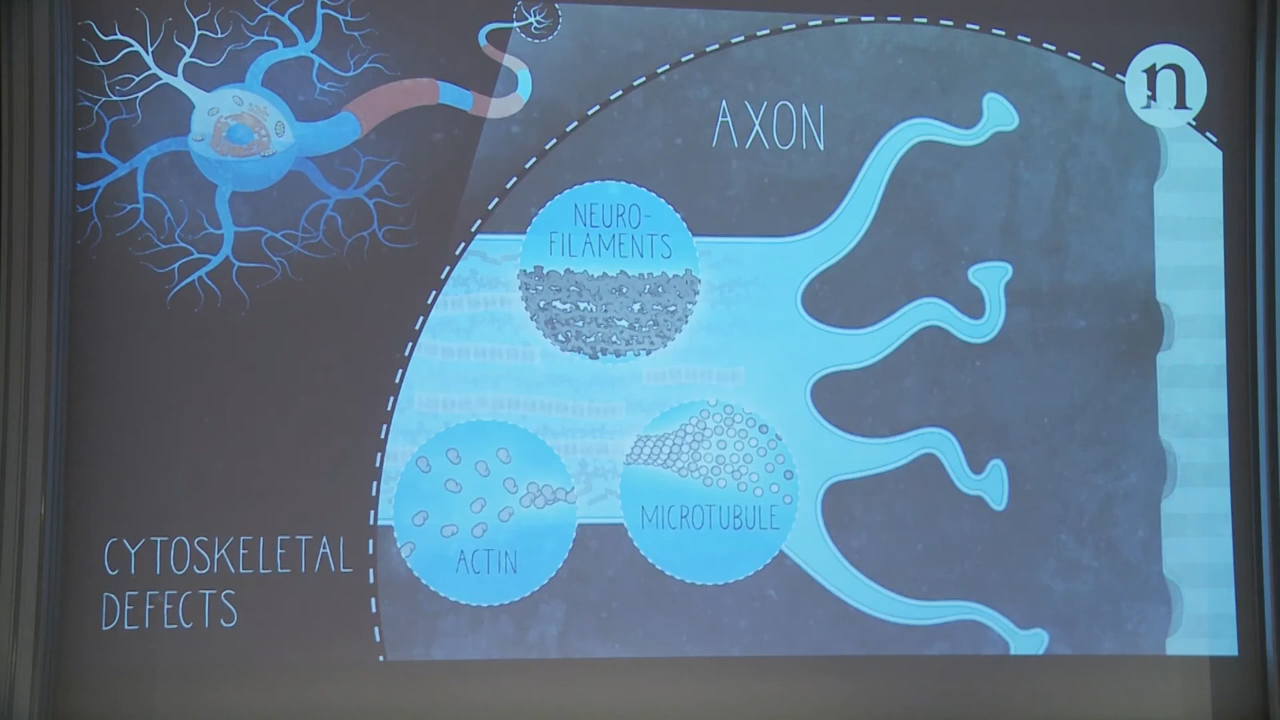 AXON
n
NEURO-
FILAMENTS
MICROTUBULE
ACTIN
CYTOSKELETAL
DEFECTS